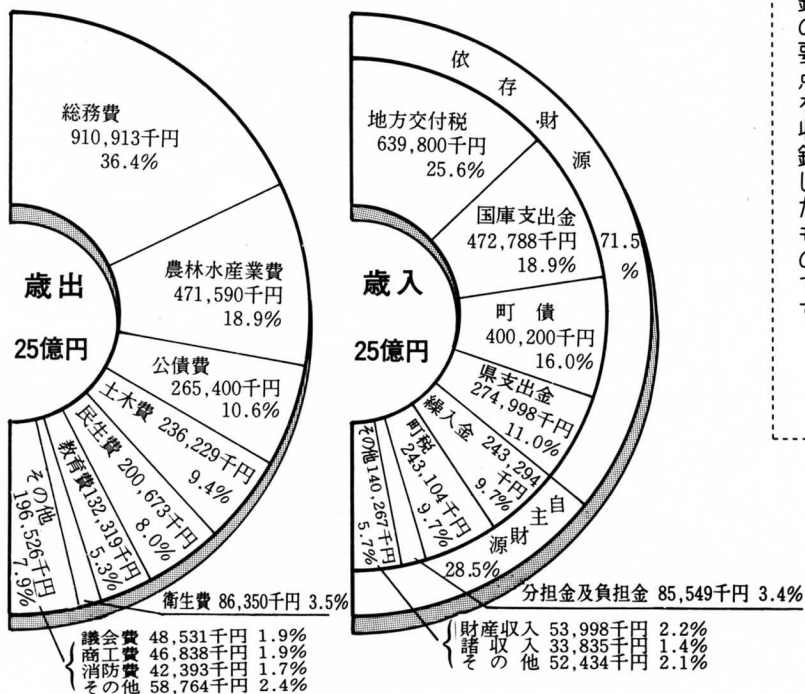 総務費
910,913千円
36.4%
農林水産業費
471,590千円
18.9%
公債費
265,400千円
10.6%
土木費 236,229千円
9.4%
民生費 200,673千円
8.0%
教育費132,319千円
5.3%
その他
196,526千円
7.9%
歳出
25億円
衛生費 86,350千円 3.5%
議会費 48,531千円 1.9%
商工費 46,838千円 1.9%
消防費 42,393千円 1.7%
その他 58,764千円 2.4%
依存財源
71.5
%
地方交付税
639,800千円
25.6%
国庫支出金
472,788千円
18.9%
町債
400,200千円
16.0%
県支出金
274,998千円
11.0%
繰入金 243,294
千円
9.7%
町税
243,104千円
9.7%
その他140,267千円
5.7%
自主財源
28.5%
歳入
25億円
分担金及負担金 85,549千円 3.4%
財産収入 53,998千円 2.2%
諸収入 33,835千円 1.4%
その他 52,434千円 2.1%